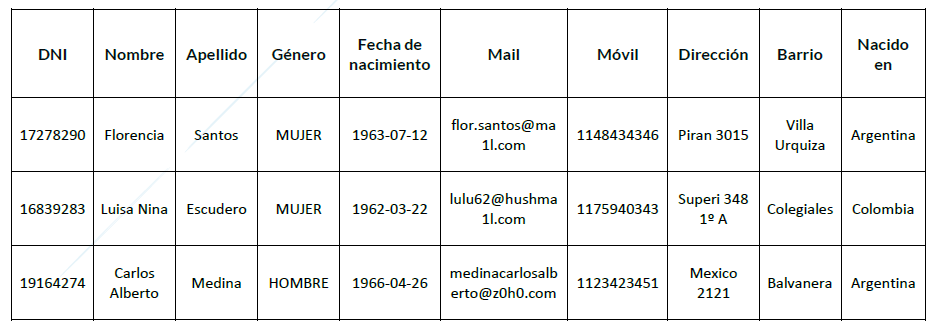 DNI Nombre Apellido Género Fecha de nacimiento Mail Móvil Dirección Barrio Nacido en
17278290 Florencia Santos MUJER 1963-07-12 flor.santos@ma1l.com 1148434346 Piran 3015 Villa Urquiza Argentina
16839283 Luisa Nina Escudero MUJER 1962-03-22 lulu62@hushma1l.com 1175940343 Superi 348 1º A Colegiales Colombia
19164274 Carlos Alberto Medina HOMBRE 1966-04-26 medinacarlosalberto@z0h0.com 1123423451 Mexico 2121 Balvanera Argentina